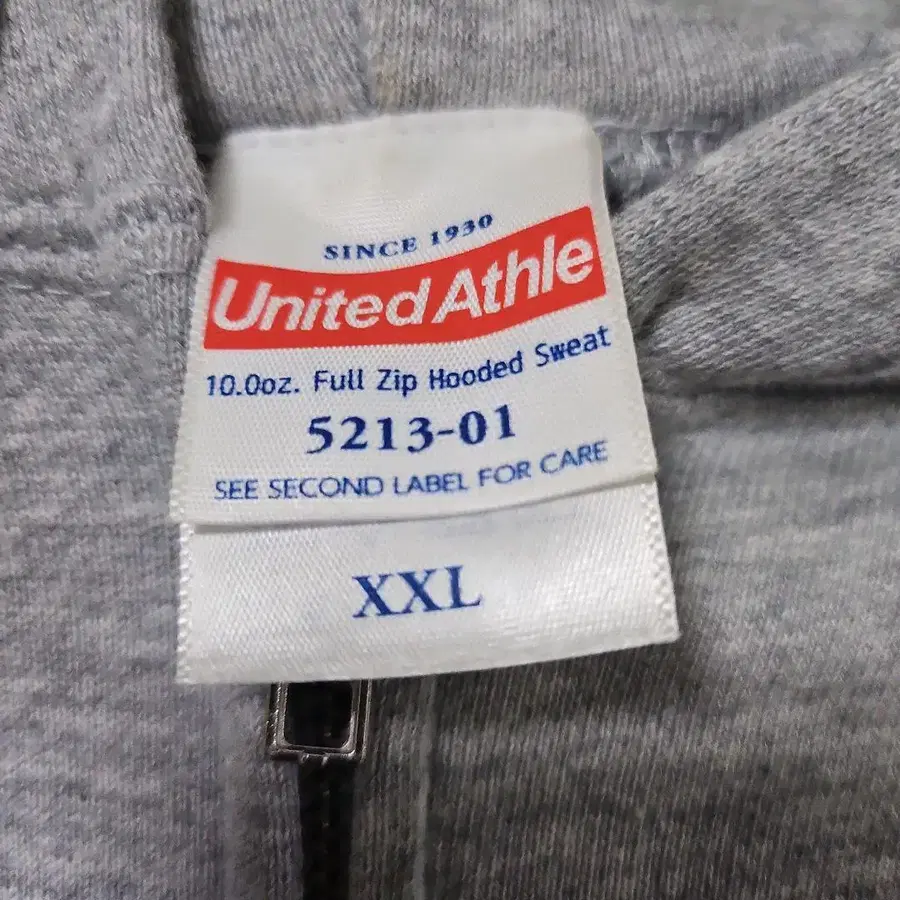 SINCE 1930
United Athle
10.0oz. Full Zip Hooded Sweat
5213-01
SEE SECOND LABEL FOR CARE
XXL